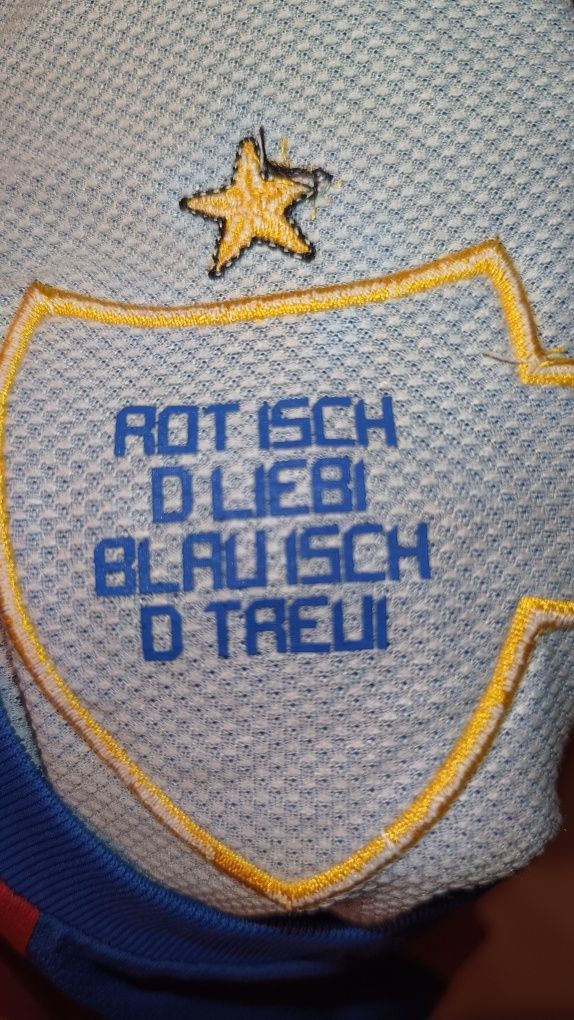 ROT ISCH
D LIEBI
BLAU ISCH
D TREUI